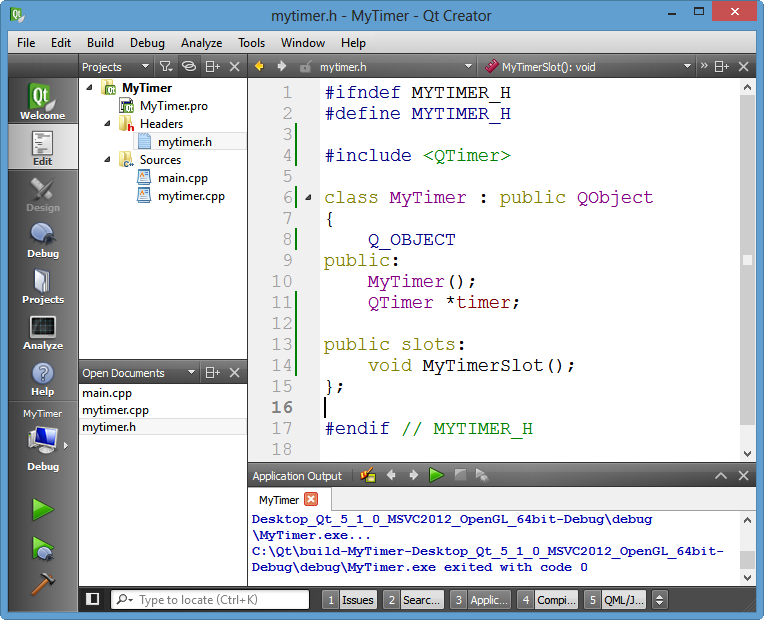 mytimer.h - MyTimer - Qt Creator
File Edit Build Debug Analyze Tools Window Help
Projects
mytimer.h
MyTimerSlot(): void
Qt
Welcome
Edit
Design
Debug
Projects
Analyze
Help
MyTimer
Debug
MyTimer
MyTimer.pro
Headers
mytimer.h
Sources
main.cpp
mytimer.cpp
Open Documents
main.cpp
mytimer.cpp
mytimer.h
1 #ifndef MYTIMER_H
2 #define MYTIMER_H
3
4 #include <QTimer>
5
6 class MyTimer : public QObject
7 {
8 Q_OBJECT
9 public:
10 MyTimer();
11 QTimer *timer;
12
13 public slots:
14 void MyTimerSlot();
15 };
16
17 #endif // MYTIMER_H
18
Application Output
MyTimer
Desktop_Qt_5_1_0_MSVC2012_OpenGL_64bit-Debug\debug
\MyTimer.exe...
C:\Qt\build-MyTimer-Desktop_Qt_5_1_0_MSVC2012_OpenGL_64bit-
Debug\debug\MyTimer.exe exited with code 0
Type to locate (Ctrl+K)
1 Issues 2 Searc... 3 Applic... 4 Compi... 5 QML/J...